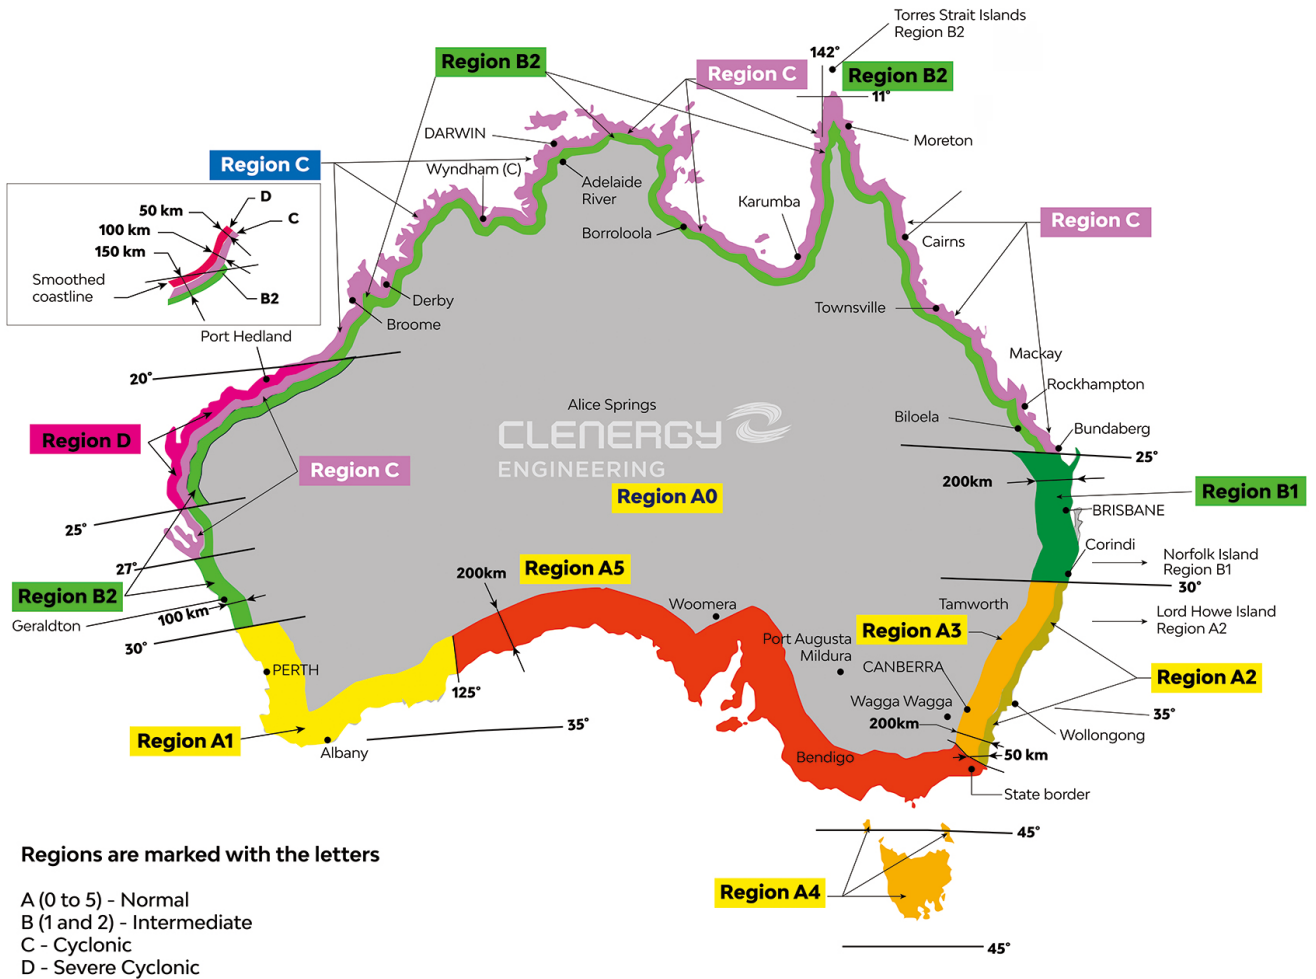 Torres Strait Islands
Region B2
142°
Region B2
Region C
Region B2
11°
DARWIN
Moreton
Region C
Wyndham (C)
Adelaide
River
D
50 km
C
100 km
150 km
Smoothed
coastline
B2
Karumba
Region C
Borroloola
Cairns
Derby
Broome
Townsville
Port Hedland
Mackay
20°
Rockhampton
Alice Springs
Biloela
Bundaberg
CLENERGY
ENGINEERING
Region D
25°
Region C
200km
Region A0
Region B1
BRISBANE
25°
Corindi
Norfolk Island
Region B1
27°
Region A5
200km
30°
Region B2
Woomera
Tamworth
Geraldton
100 km
Lord Howe Island
Region A2
30°
Port Augusta
Mildura
Region A3
CANBERRA
PERTH
Region A2
125°
Wagga Wagga
35°
200km
35°
Wollongong
Region A1
Albany
Bendigo
50 km
State border
45°
Regions are marked with the letters
Region A4
A (0 to 5) - Normal
B (1 and 2) - Intermediate
C - Cyclonic
45°
D - Severe Cyclonic